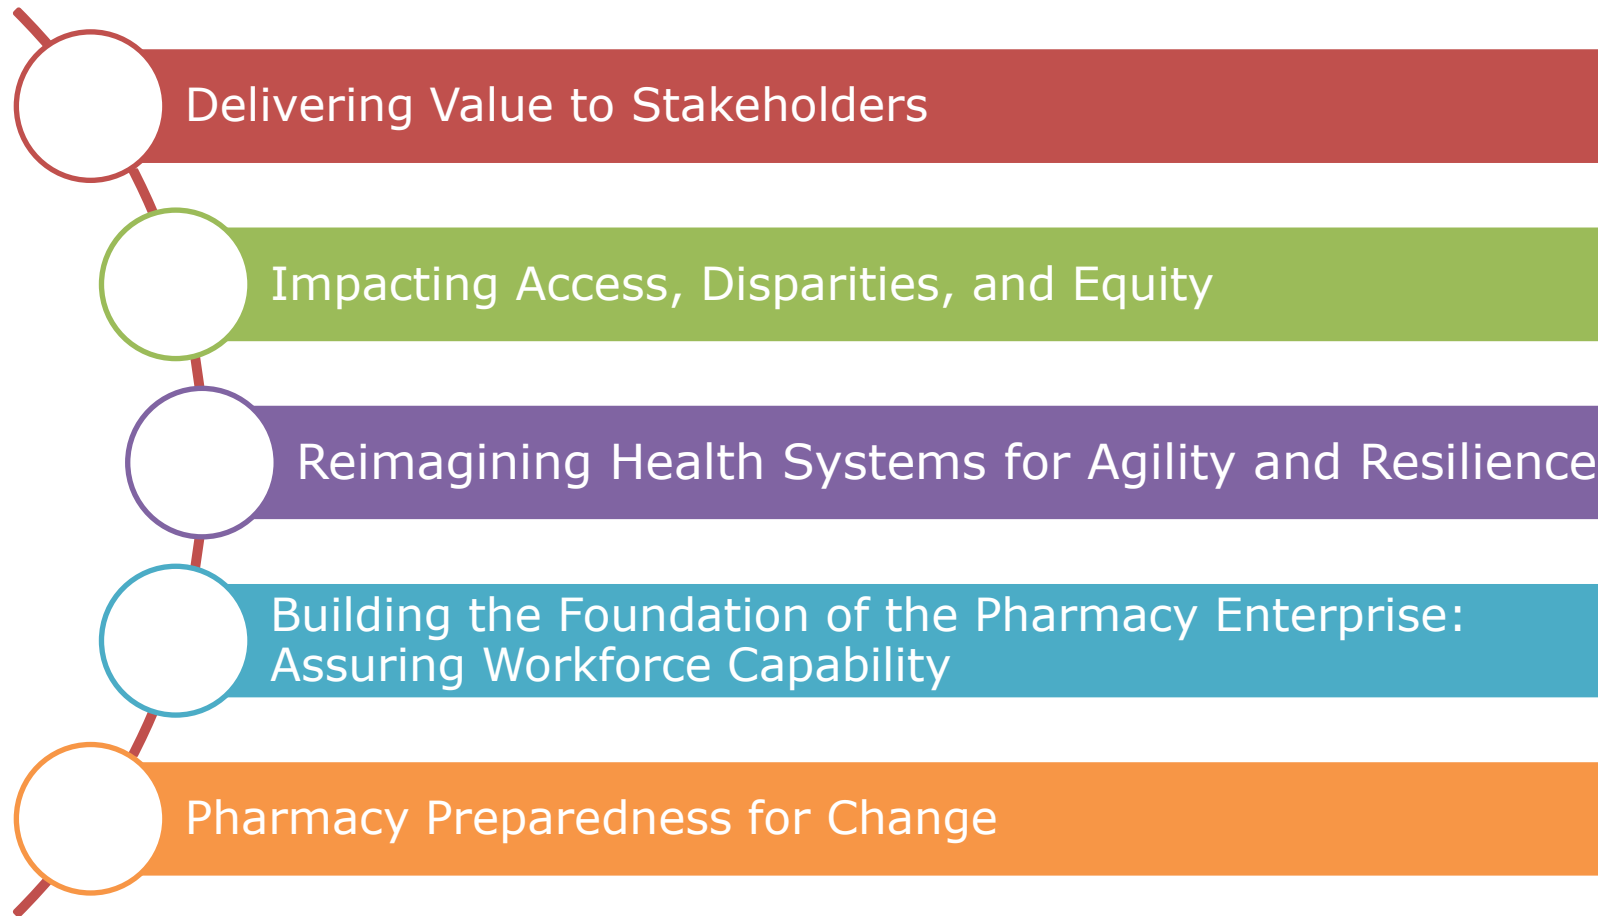 Delivering Value to Stakeholders
Impacting Access, Disparities, and Equity
Reimagining Health Systems for Agility and Resilience
Building the Foundation of the Pharmacy Enterprise:
Assuring Workforce Capability
Pharmacy Preparedness for Change